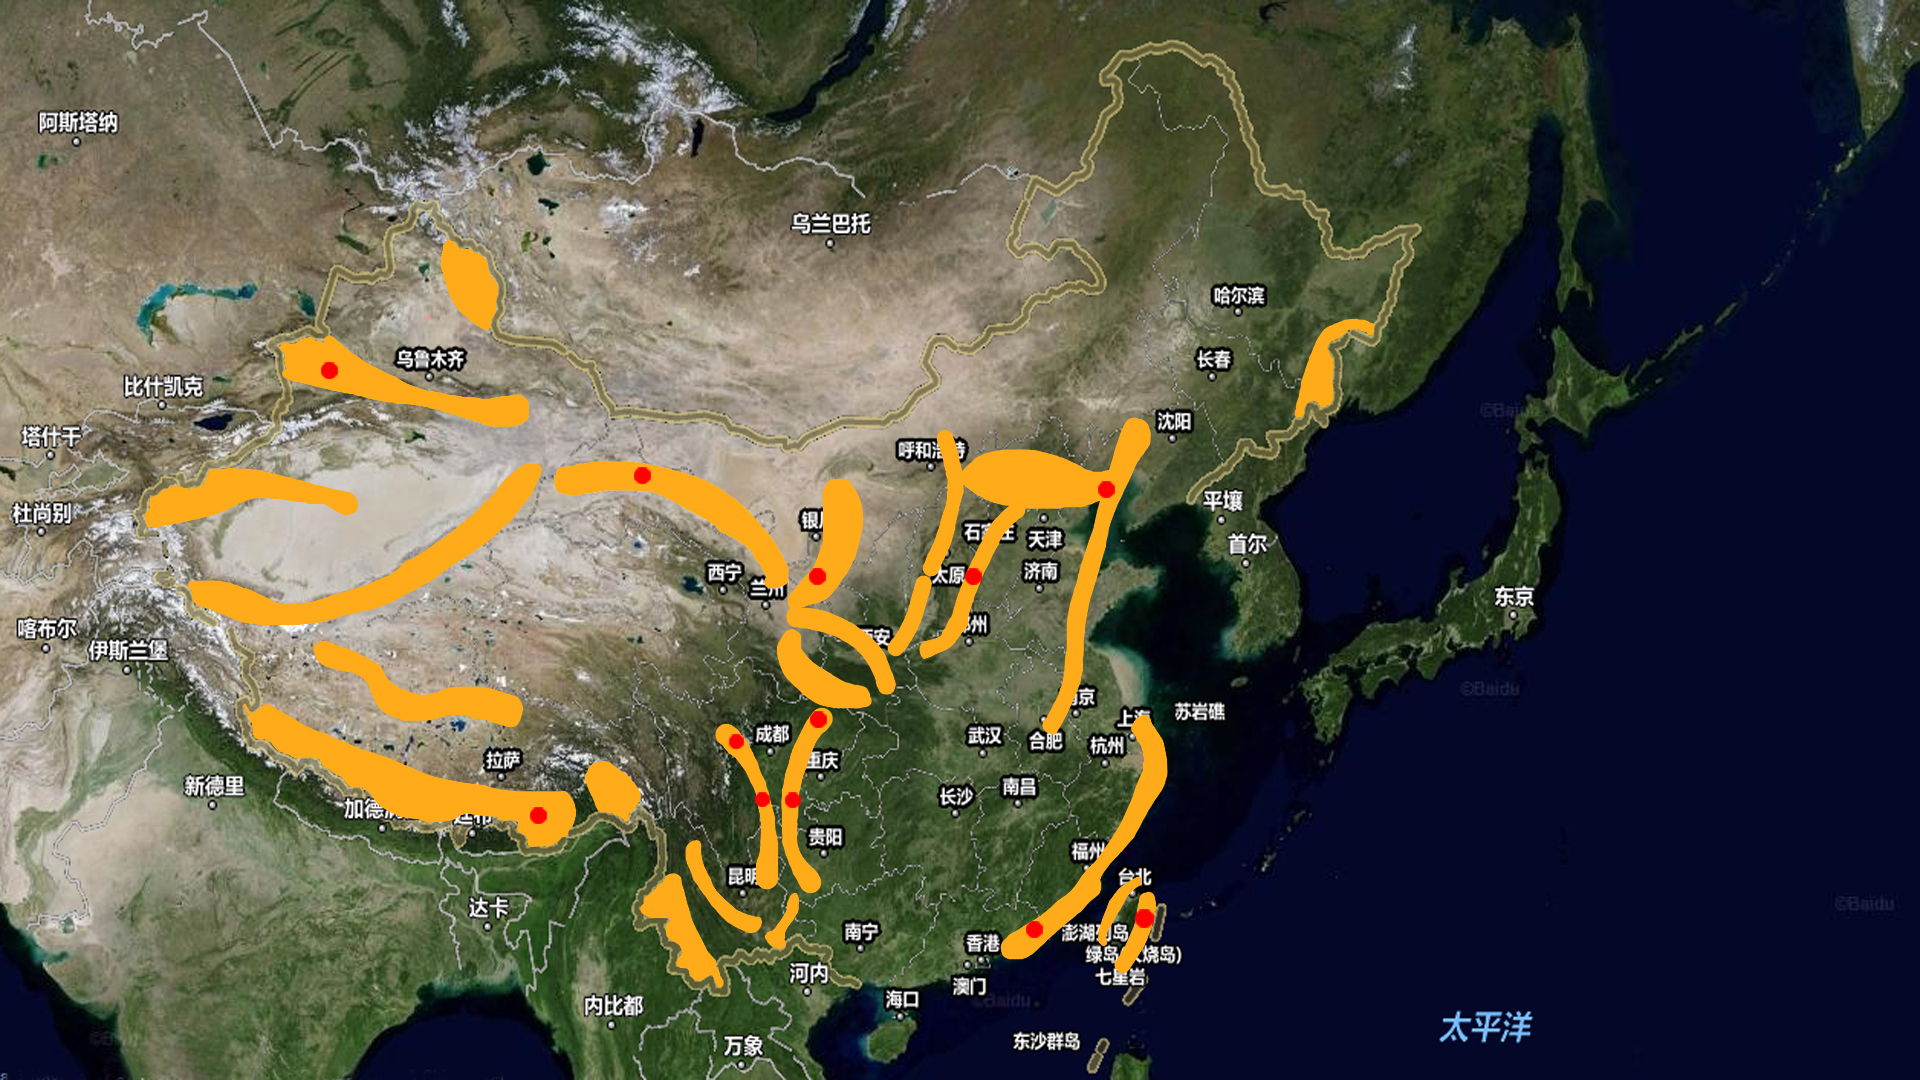 阿斯塔纳
乌兰巴托
哈尔滨
乌鲁木齐
长春
比什凯克
沈阳
©Baidu
塔什干
呼和浩特
平壤
杜尚别
银川
石家庄
天津
首尔
西宁
太原
济南
兰州
东京
喀布尔
伊斯兰堡
郑州
西安
©Baidu
南京
苏岩礁
上海
成都
武汉
合肥
杭州
拉萨
重庆
新德里
南昌
长沙
加德满都
廷布
贵阳
福州
昆明
台北
©Baidu
达卡
南宁
香港
澎湖列岛
绿岛(火烧岛)
河内
七星岩
澳门
内比都
海口
©Baidu
太平洋
©Baidu
万象
东沙群岛